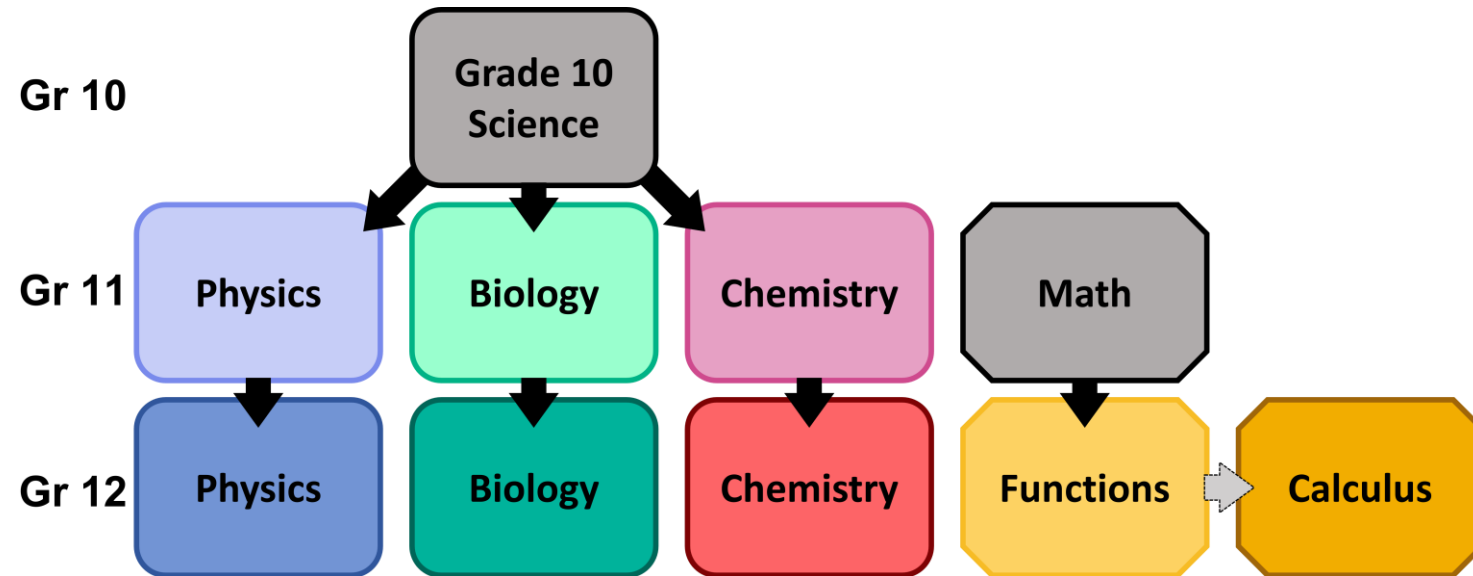 Gr 10
Grade 10
Science
Gr 11
Physics
Biology
Chemistry
Math
Gr 12
Physics
Biology
Chemistry
Functions
Calculus